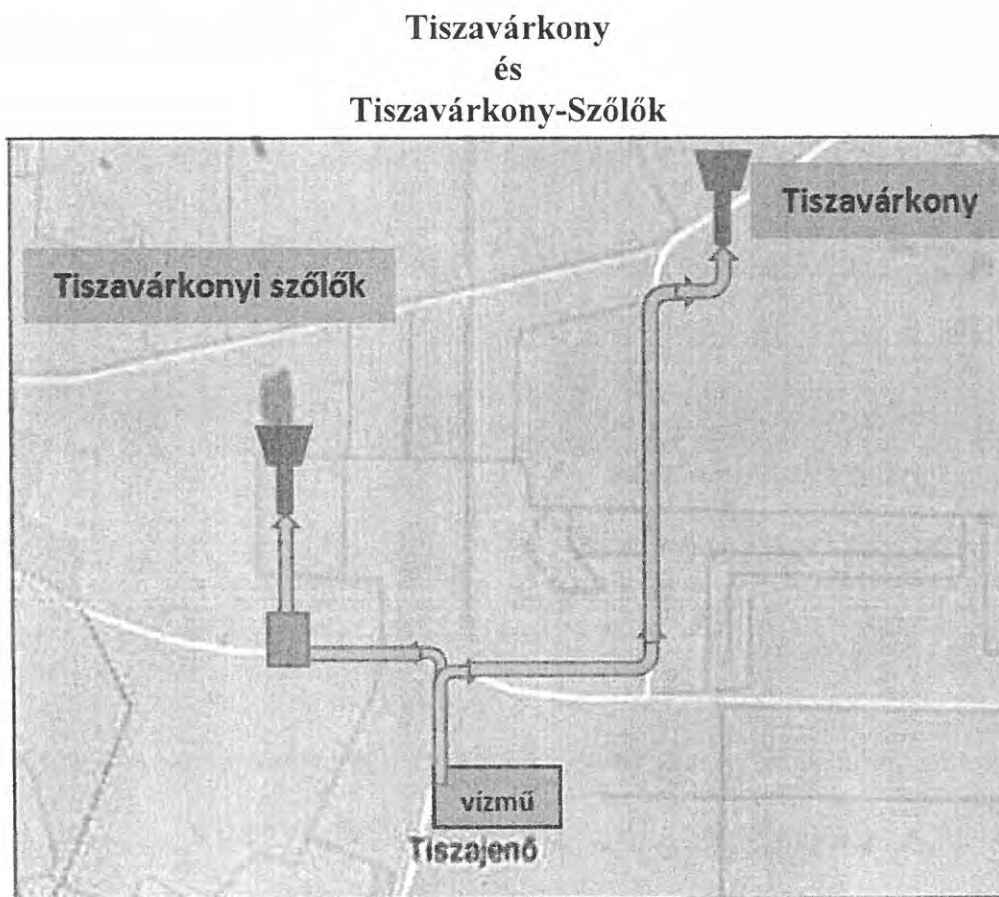 Tiszavárkony
és
Tiszavárkony-Szőlők
Tiszavárkony
Tiszavárkonyi szőlők
vízmű
Tiszajenő